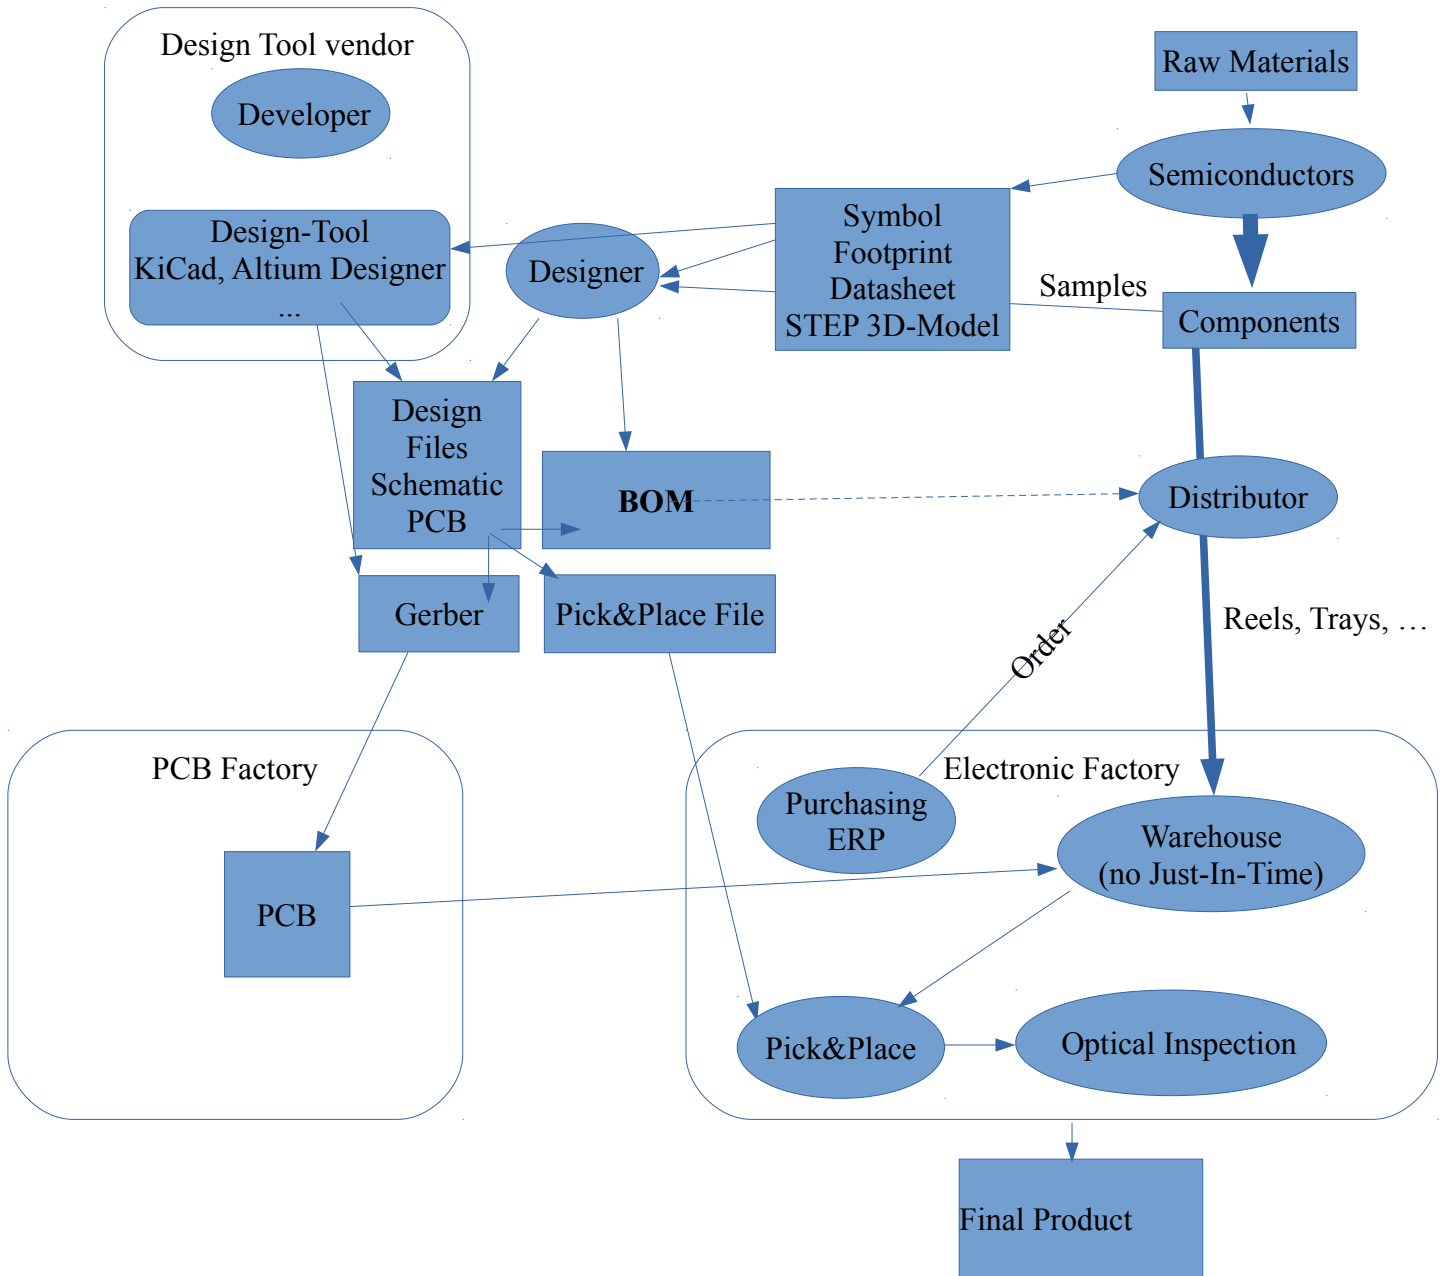 Design Tool vendor
Developer
Design-Tool
KiCad, Altium Designer
...
Designer
Symbol
Footprint
Datasheet
STEP 3D-Model
Raw Materials
Semiconductors
Samples
Components
Design
Files
Schematic
PCB
BOM
Distributor
Gerber
Pick&Place File
Order
Reels, Trays, …
PCB Factory
PCB
Electronic Factory
Purchasing
ERP
Warehouse
(no Just-In-Time)
Pick&Place
Optical Inspection
Final Product